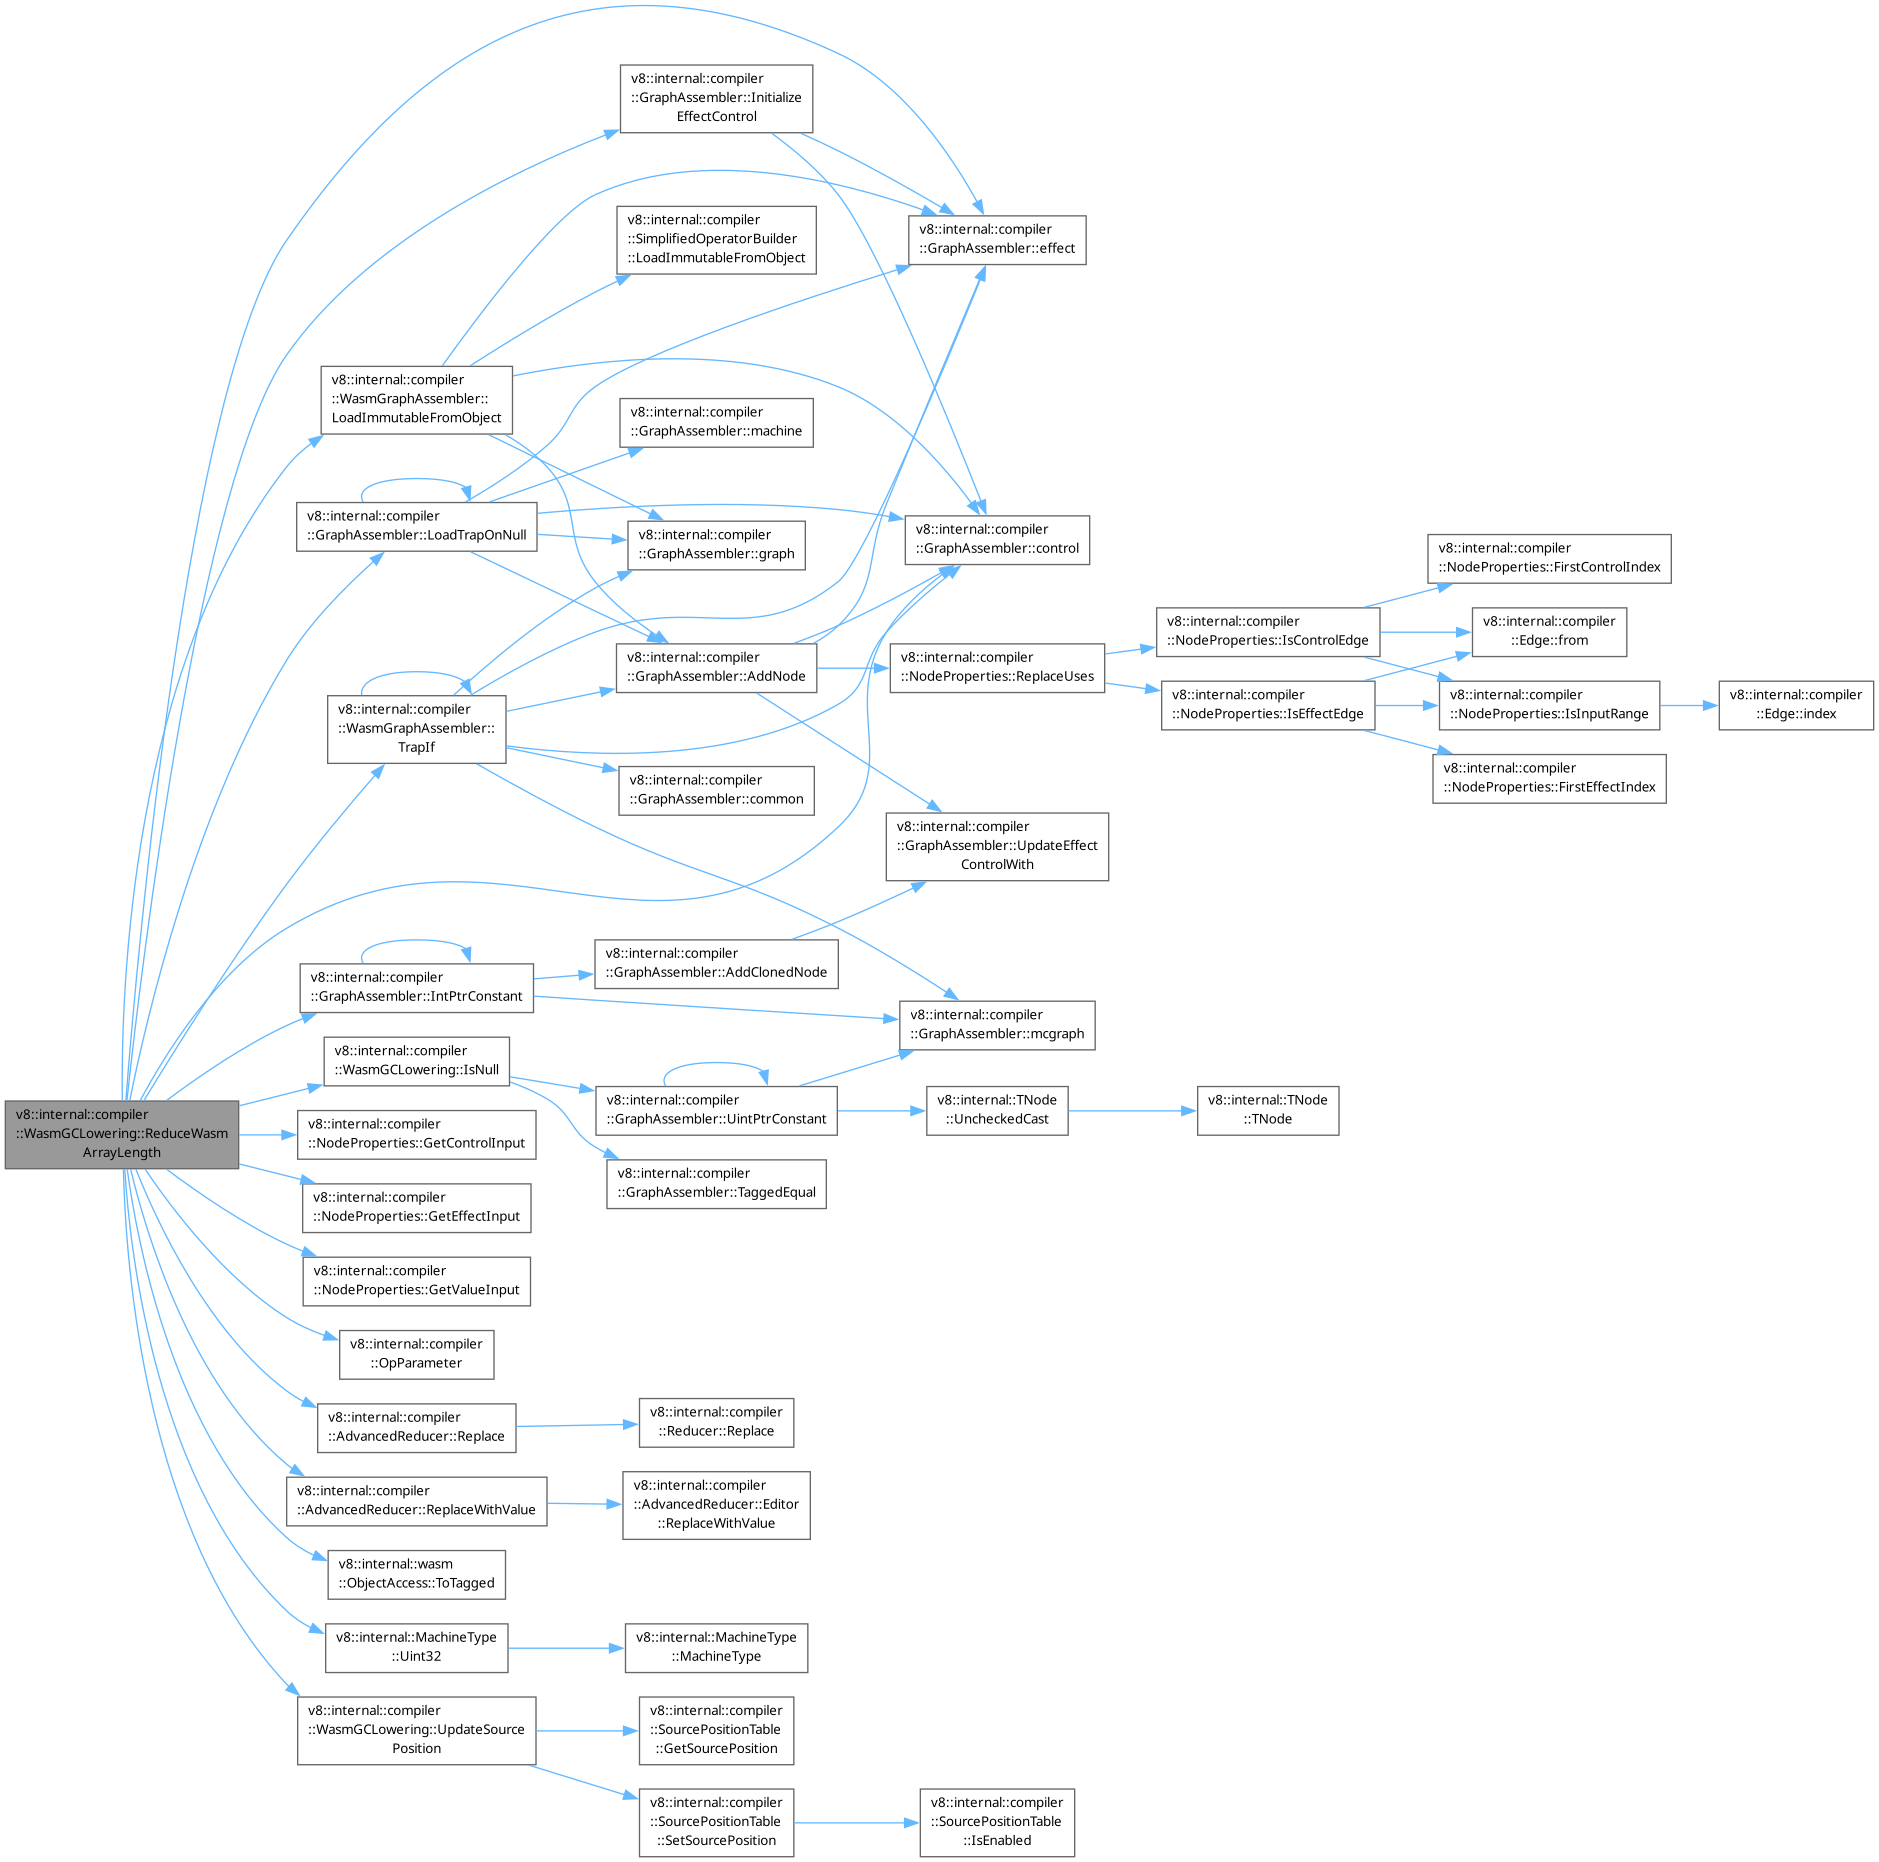 v8::internal::compiler
::GraphAssembler::Initialize
EffectControl
v8::internal::compiler
::SimplifiedOperatorBuilder
::LoadImmutableFromObject
v8::internal::compiler
::GraphAssembler::effect
v8::internal::compiler
::WasmGraphAssembler::
LoadImmutableFromObject
v8::internal::compiler
::GraphAssembler::machine
v8::internal::compiler
::GraphAssembler::LoadTrapOnNull
v8::internal::compiler
::GraphAssembler::graph
v8::internal::compiler
::GraphAssembler::control
v8::internal::compiler
::NodeProperties::FirstControlIndex
v8::internal::compiler
::NodeProperties::IsControlEdge
v8::internal::compiler
::Edge::from
v8::internal::compiler
::GraphAssembler::AddNode
v8::internal::compiler
::NodeProperties::ReplaceUses
v8::internal::compiler
::NodeProperties::IsEffectEdge
v8::internal::compiler
::NodeProperties::IsInputRange
v8::internal::compiler
::Edge::index
v8::internal::compiler
::WasmGraphAssembler::
TrapIf
v8::internal::compiler
::GraphAssembler::common
v8::internal::compiler
::NodeProperties::FirstEffectIndex
v8::internal::compiler
::GraphAssembler::UpdateEffect
ControlWith
v8::internal::compiler
::GraphAssembler::IntPtrConstant
v8::internal::compiler
::GraphAssembler::AddClonedNode
v8::internal::compiler
::GraphAssembler::mcgraph
v8::internal::compiler
::WasmGCLowering::IsNull
v8::internal::compiler
::GraphAssembler::UintPtrConstant
v8::internal::TNode
::UncheckedCast
v8::internal::TNode
::TNode
v8::internal::compiler
::WasmGCLowering::ReduceWasm
ArrayLength
v8::internal::compiler
::NodeProperties::GetControlInput
v8::internal::compiler
::GraphAssembler::TaggedEqual
v8::internal::compiler
::NodeProperties::GetEffectInput
v8::internal::compiler
::NodeProperties::GetValueInput
v8::internal::compiler
::OpParameter
v8::internal::compiler
::AdvancedReducer::Replace
v8::internal::compiler
::Reducer::Replace
v8::internal::compiler
::AdvancedReducer::ReplaceWithValue
v8::internal::compiler
::AdvancedReducer::Editor
::ReplaceWithValue
v8::internal::wasm
::ObjectAccess::ToTagged
v8::internal::MachineType
::Uint32
v8::internal::MachineType
::MachineType
v8::internal::compiler
::WasmGCLowering::UpdateSource
Position
v8::internal::compiler
::SourcePositionTable
::GetSourcePosition
v8::internal::compiler
::SourcePositionTable
::SetSourcePosition
v8::internal::compiler
::SourcePositionTable
::IsEnabled